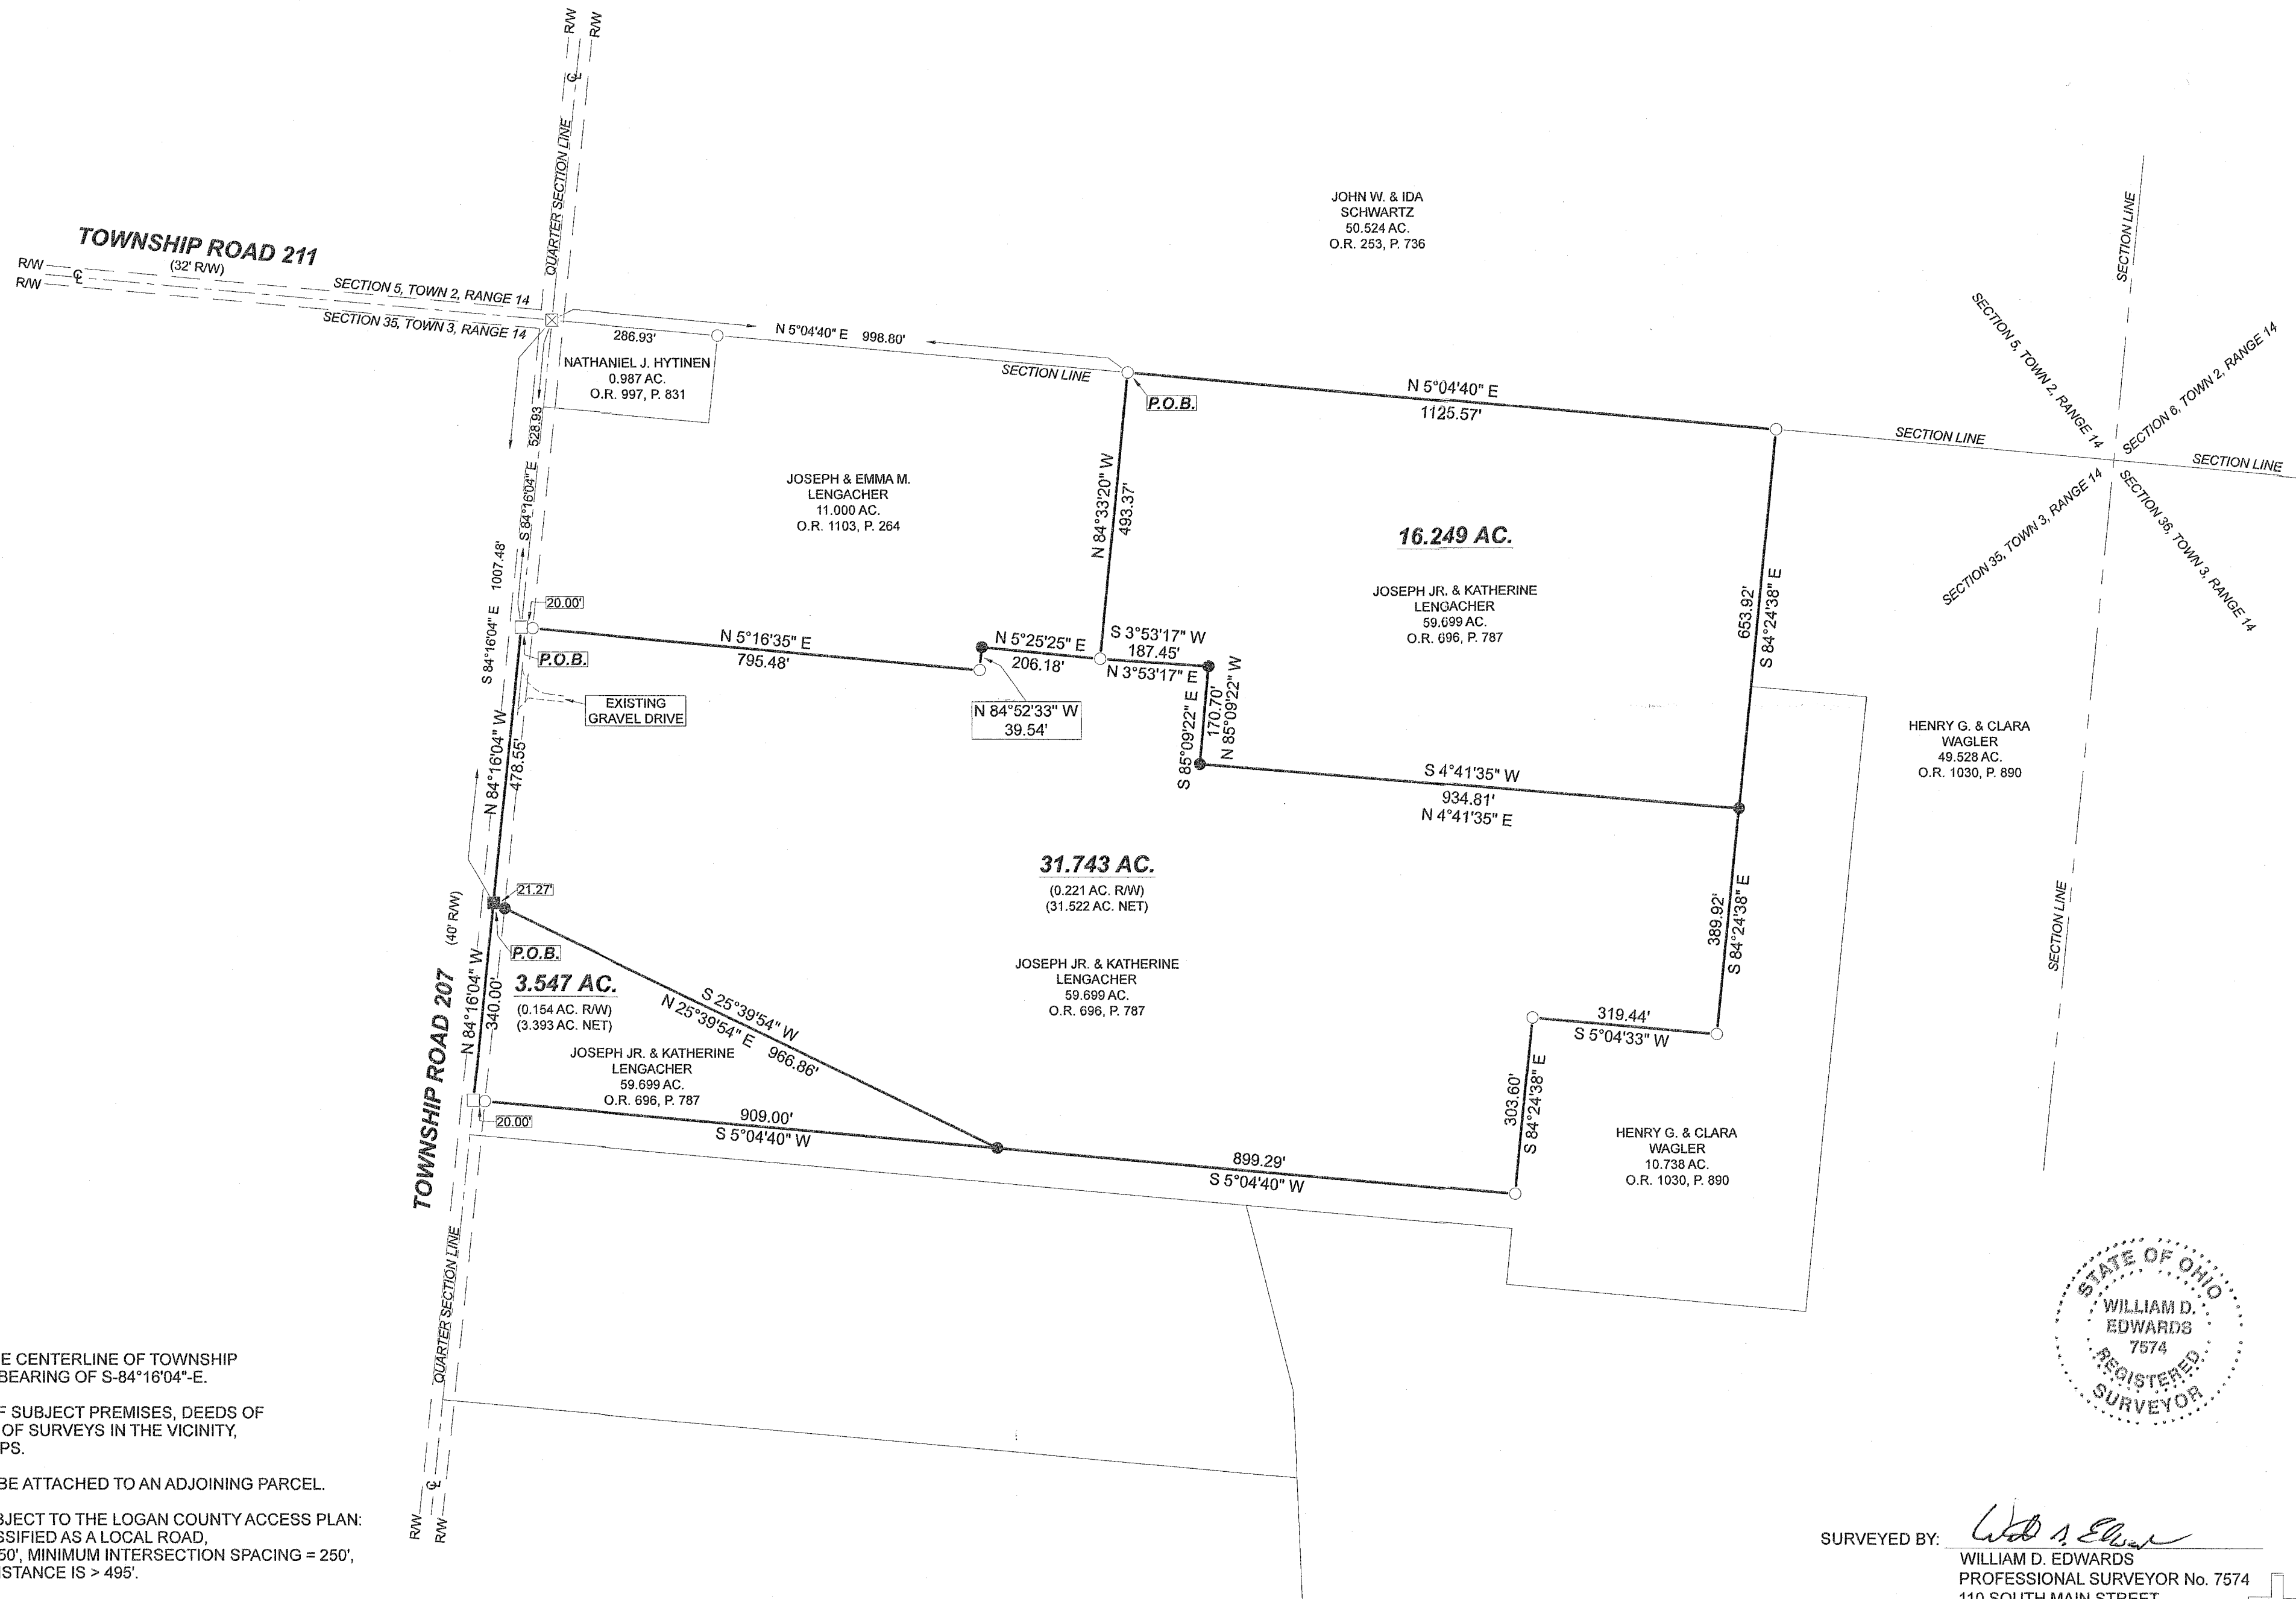 R/W
R/W
℄
QUARTER SECTION LINE
TOWNSHIP ROAD 211
(32' R/W)
R/W
R/W
℄
SECTION 5, TOWN 2, RANGE 14
SECTION 35, TOWN 3, RANGE 14
JOHN W. & IDA
SCHWARTZ
50.524 AC.
O.R. 253, P. 736
SECTION LINE
286.93'
N 5°04'40" E 998.80'
SECTION LINE
NATHANIEL J. HYTINEN
0.987 AC.
O.R. 997, P. 831
P.O.B.
N 5°04'40" E
1125.57'
SECTION LINE
SECTION LINE
SECTION 5, TOWN 2, RANGE 14
SECTION 6, TOWN 2, RANGE 14
SECTION 35, TOWN 3, RANGE 14
SECTION 36, TOWN 3, RANGE 14
S 84°16'04" E 528.93
S 84°16'04" E 1007.48'
JOSEPH & EMMA M.
LENGACHER
11.000 AC.
O.R. 1103, P. 264
N 84°33'20" W
493.37'
16.249 AC.
JOSEPH JR. & KATHERINE
LENGACHER
59.699 AC.
O.R. 696, P. 787
653.92'
S 84°24'38" E
20.00'
P.O.B.
N 5°16'35" E
795.48'
N 5°25'25" E
206.18'
S 3°53'17" W
187.45'
N 3°53'17" E
N 84°52'33" W
39.54'
S 85°09'22" E
170.70'
N 85°09'22" W
EXISTING
GRAVEL DRIVE
HENRY G. & CLARA
WAGLER
49.528 AC.
O.R. 1030, P. 890
N 84°16'04" W
478.55'
S 4°41'35" W
934.81'
N 4°41'35" E
31.743 AC.
(0.221 AC. R/W)
(31.522 AC. NET)
JOSEPH JR. & KATHERINE
LENGACHER
59.699 AC.
O.R. 696, P. 787
389.92'
S 84°24'38" E
SECTION LINE
21.27'
P.O.B.
(40' R/W)
TOWNSHIP ROAD 207
N 84°16'04" W
340.00'
3.547 AC.
(0.154 AC. R/W)
(3.393 AC. NET)
JOSEPH JR. & KATHERINE
LENGACHER
59.699 AC.
O.R. 696, P. 787
S 25°39'54" W
N 25°39'54" E 966.86'
319.44'
S 5°04'33" W
303.60'
S 84°24'38" E
20.00'
909.00'
S 5°04'40" W
899.29'
S 5°04'40" W
HENRY G. & CLARA
WAGLER
10.738 AC.
O.R. 1030, P. 890
QUARTER SECTION LINE
R/W
℄
R/W
STATE OF OHIO
WILLIAM D.
EDWARDS
7574
REGISTERED
SURVEYOR
E CENTERLINE OF TOWNSHIP
BEARING OF S-84°16'04"-E.
F SUBJECT PREMISES, DEEDS OF
OF SURVEYS IN THE VICINITY,
PS.
BE ATTACHED TO AN ADJOINING PARCEL.
BJECT TO THE LOGAN COUNTY ACCESS PLAN:
SSIFIED AS A LOCAL ROAD,
50', MINIMUM INTERSECTION SPACING = 250',
ISTANCE IS > 495'.
SURVEYED BY:
WILLIAM D. EDWARDS
PROFESSIONAL SURVEYOR No. 7574
110 SOUTH MAIN STREET